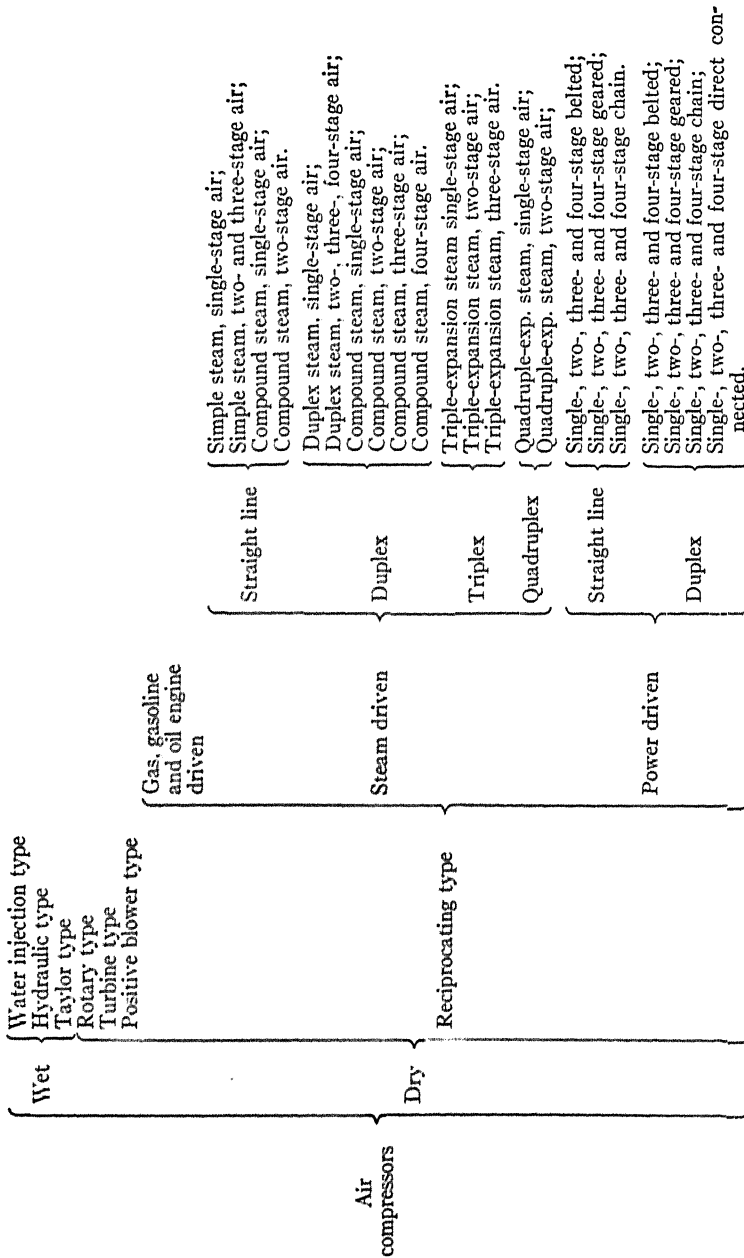 Air
compressors
Wet
Water injection type
Hydraulic type
Taylor type
Dry
Rotary type
Turbine type
Positive blower type
Reciprocating type
Gas, gasoline
and oil engine
driven
Steam driven
Straight line
Simple steam, single-stage air;
Simple steam, two- and three-stage air;
Compound steam, single-stage air;
Compound steam, two-stage air.
Duplex
Duplex steam, single-stage air;
Duplex steam, two-, three-, four-stage air;
Compound steam, single-stage air;
Compound steam, two-stage air;
Compound steam, three-stage air;
Compound steam, four-stage air.
Triplex
Triple-expansion steam single-stage air;
Triple-expansion steam, two-stage air;
Triple-expansion steam, three-stage air.
Quadruplex
Quadruple-exp. steam, single-stage air;
Quadruple-exp. steam, two-stage air;
Power driven
Straight line
Single-, two-, three- and four-stage belted;
Single-, two-, three- and four-stage geared;
Single-, two-, three- and four-stage chain.
Duplex
Single-, two-, three- and four-stage belted;
Single-, two-, three- and four-stage geared;
Single-, two-, three- and four-stage chain;
Single-, two-, three- and four-stage direct con-
nected.